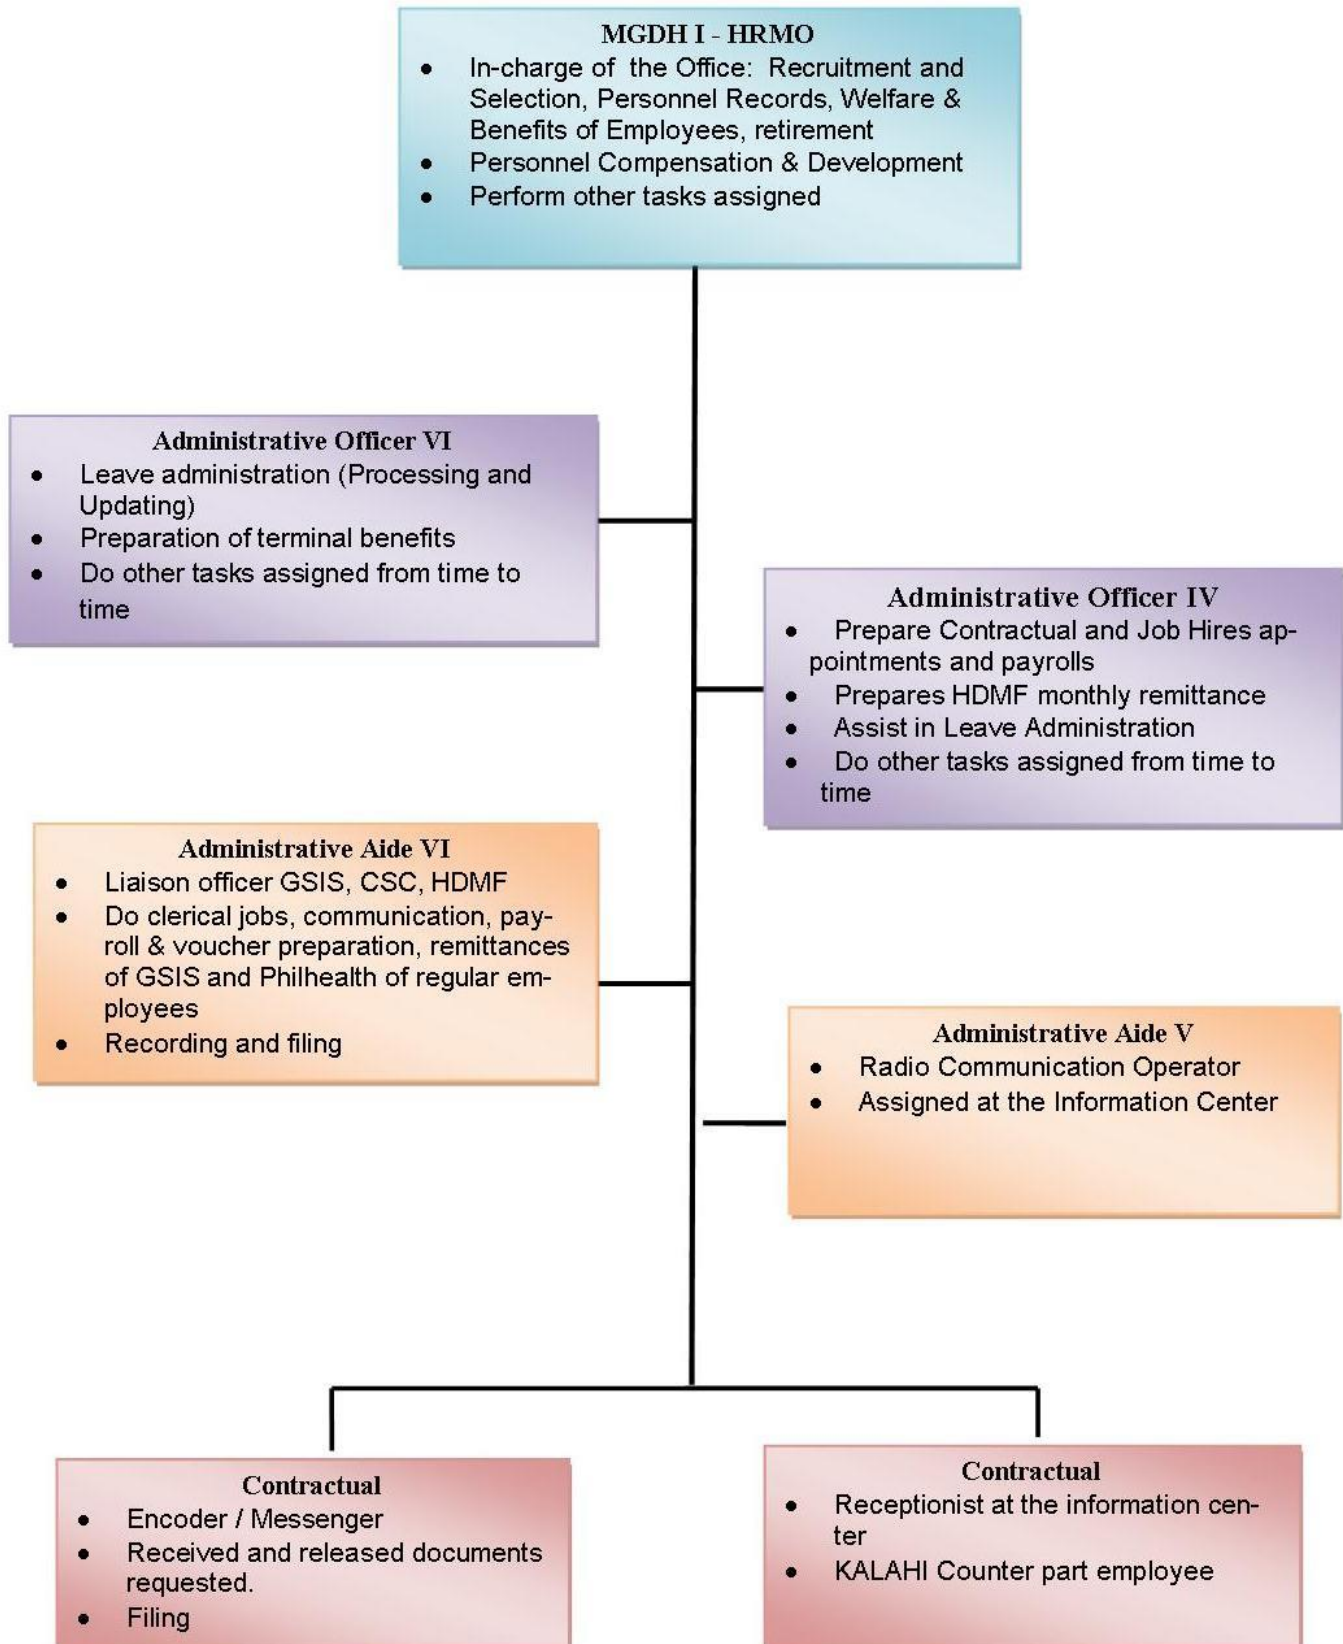 MGDH I - HRMO
• In-charge of the Office: Recruitment and
Selection, Personnel Records, Welfare &
Benefits of Employees, retirement
• Personnel Compensation & Development
• Perform other tasks assigned
Administrative Officer VI
• Leave administration (Processing and
Updating)
• Preparation of terminal benefits
• Do other tasks assigned from time to
time
Administrative Officer IV
• Prepare Contractual and Job Hires ap-
pointments and payrolls
• Prepares HDMF monthly remittance
• Assist in Leave Administration
• Do other tasks assigned from time to
time
Administrative Aide VI
• Liaison officer GSIS, CSC, HDMF
• Do clerical jobs, communication, pay-
roll & voucher preparation, remittances
of GSIS and Philhealth of regular em-
ployees
• Recording and filing
Administrative Aide V
• Radio Communication Operator
• Assigned at the Information Center
Contractual
• Encoder / Messenger
• Received and released documents
requested.
• Filing
Contractual
• Receptionist at the information cen-
ter
• KALAHI Counter part employee